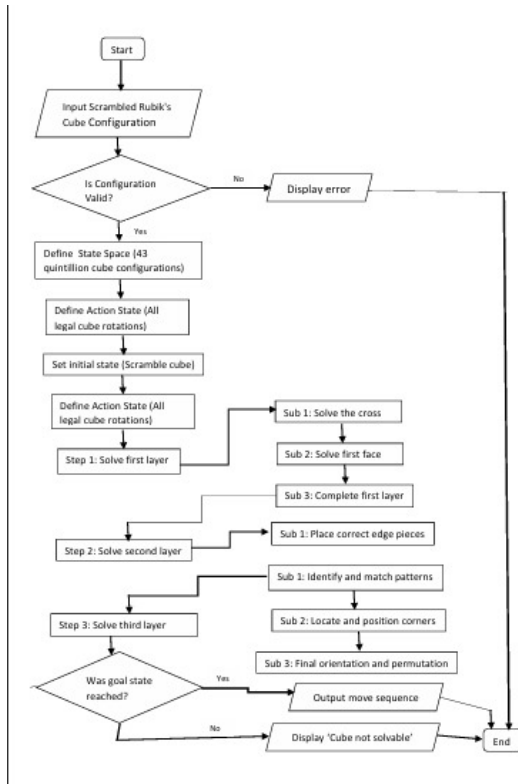 Start
Input Scrambled Rubik's
Cube Configuration
Is Configuration
Valid?
No
Display error
Yes
Define State Space (43
quintillion cube configurations)
Define Action State (All
legal cube rotations)
Set initial state (Scramble cube)
Define Action State (All
legal cube rotations)
Step 1: Solve first layer
Sub 1: Solve the cross
Sub 2: Solve first face
Sub 3: Complete first layer
Step 2: Solve second layer
Sub 1: Place correct edge pieces
Sub 1: Identify and match patterns
Step 3: Solve third layer
Sub 2: Locate and position corners
Sub 3: Final orientation and permutation
Was goal state
reached?
Yes
Output move sequence
No
Display 'Cube not solvable'
End